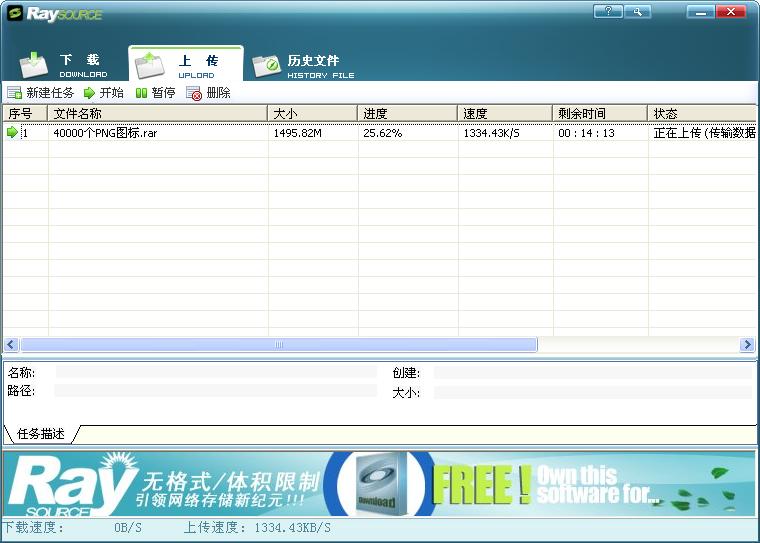 RaySOURCE
下 载
DOWNLOAD
上 传
UPLOAD
历史文件
HISTORY FILE
新建任务 开始 暂停 删除
序号 文件名称 大小 进度 速度 剩余时间 状态
1 40000个PNG图标.rar 1495.82M 25.62% 1334.43K/S 00 : 14 : 13 正在上传(传输数据
名称: 创建:
路径: 大小:
任务描述
Ray SOURCE
无格式/体积限制
引领网络存储新纪元!!!
Download
FREE!
Own this
software for...
下载速度: 0B/S 上传速度: 1334.43KB/S